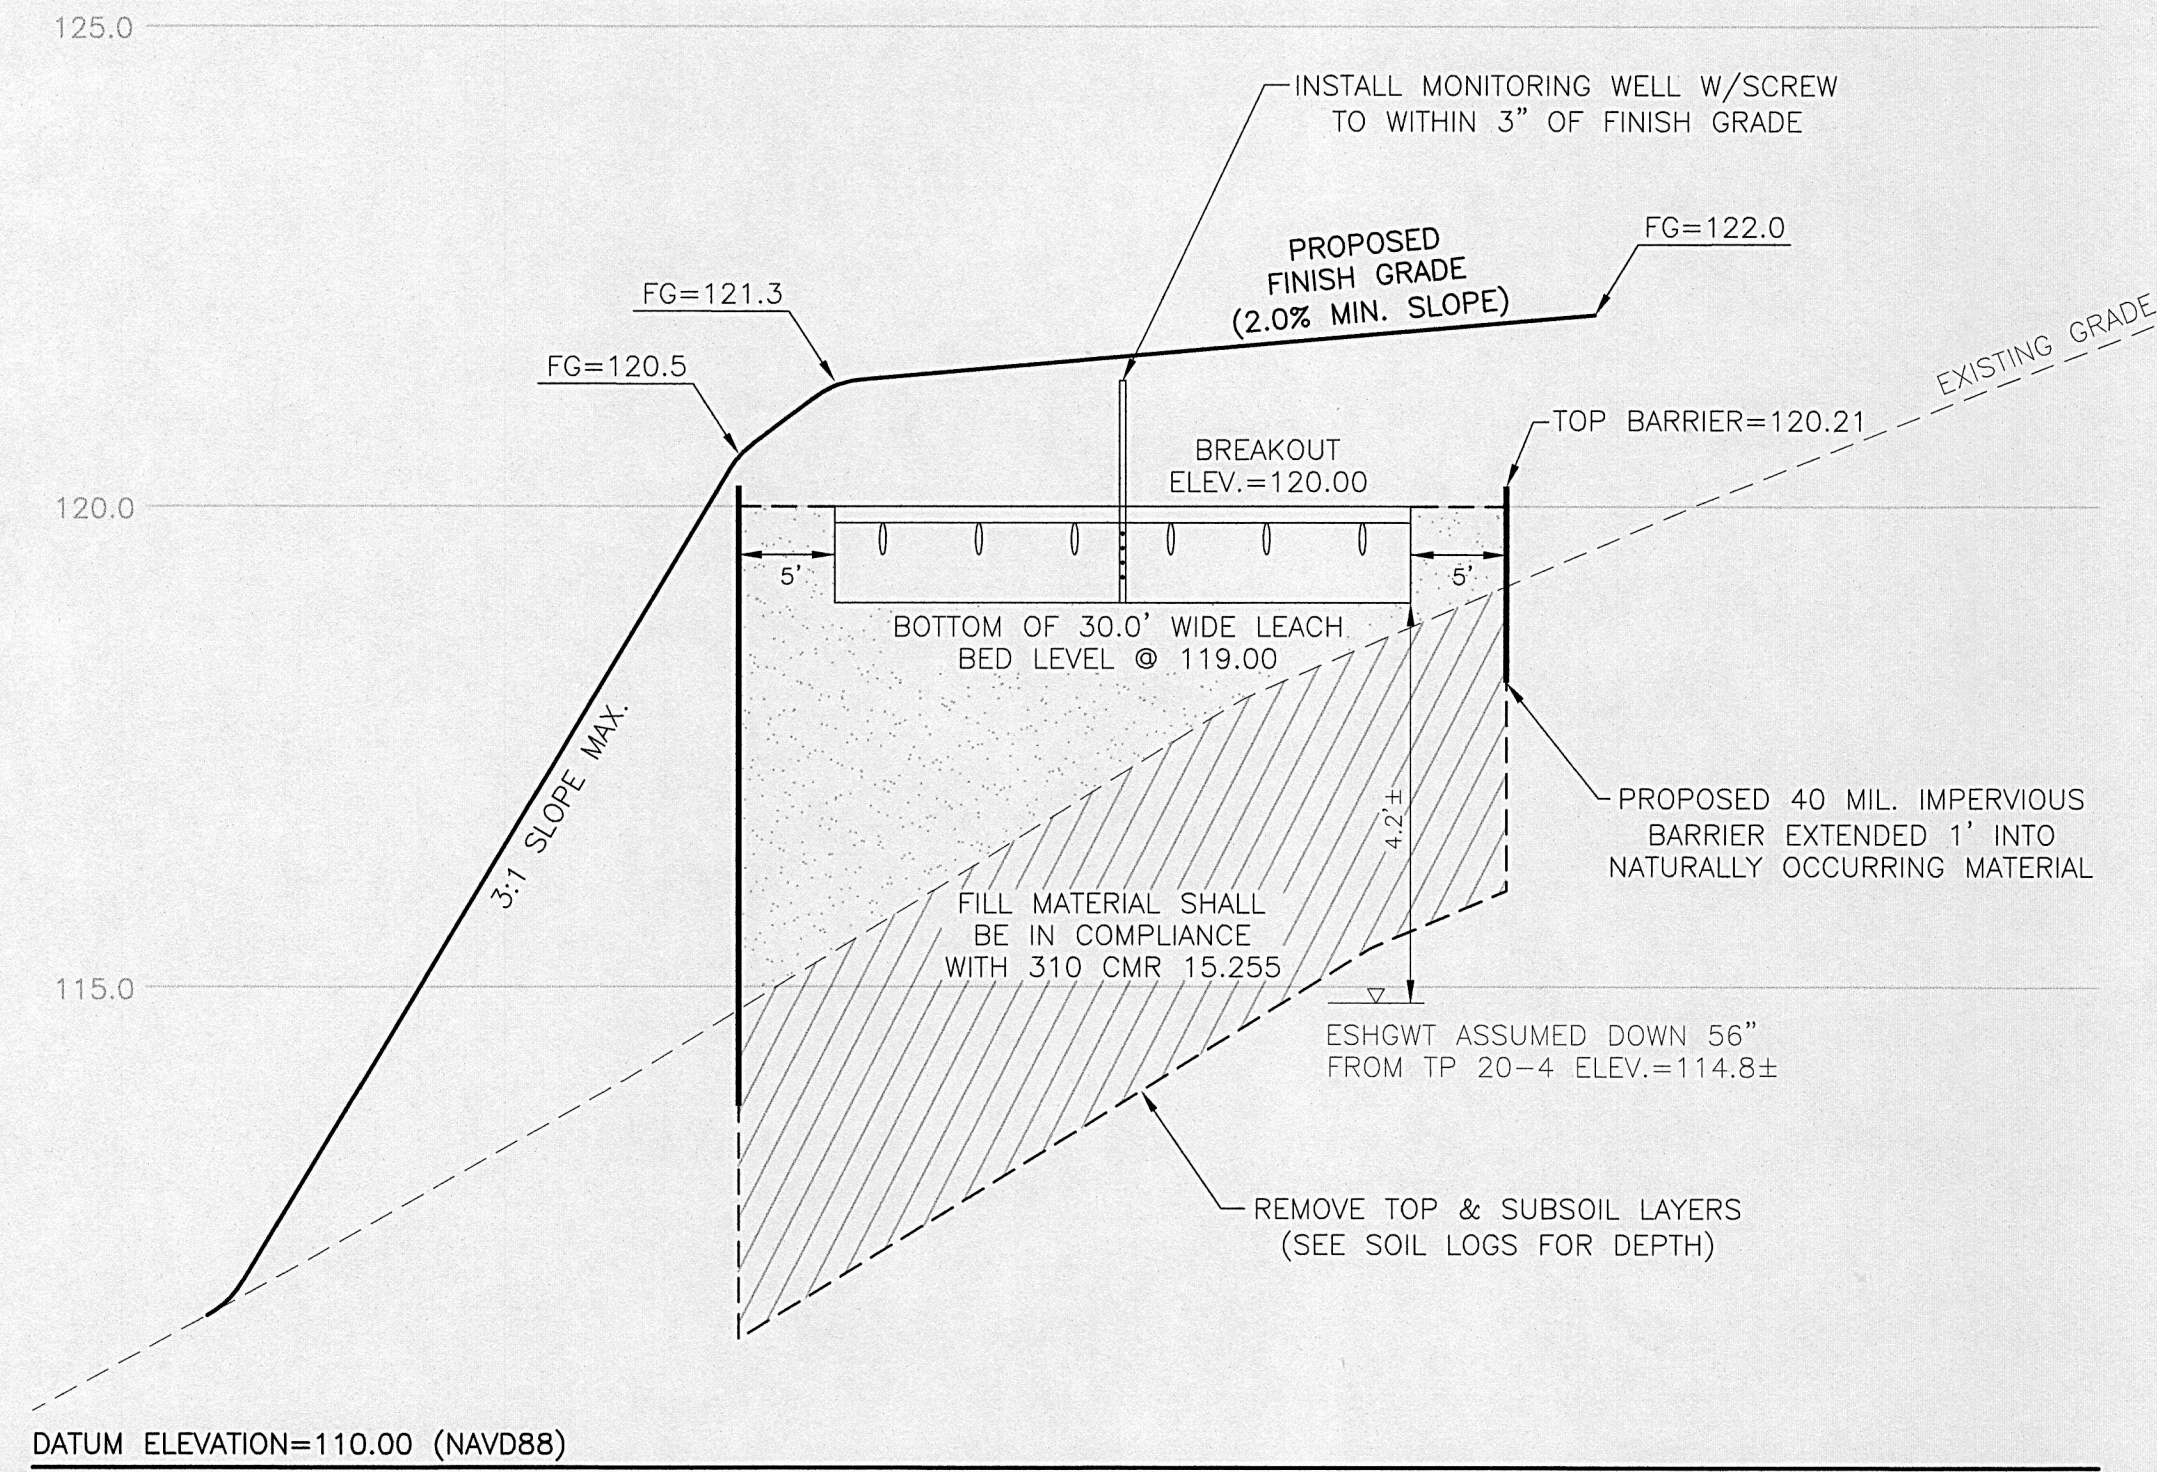 125.0
INSTALL MONITORING WELL W/SCREW
TO WITHIN 3" OF FINISH GRADE
FG=122.0
PROPOSED
FINISH GRADE
(2.0% MIN. SLOPE)
FG=121.3
EXISTING GRADE
FG=120.5
TOP BARRIER=120.21
BREAKOUT
ELEV.=120.00
120.0
5'
5'
BOTTOM OF 30.0' WIDE LEACH
BED LEVEL @ 119.00
3:1 SLOPE MAX.
4.2'±
PROPOSED 40 MIL. IMPERVIOUS
BARRIER EXTENDED 1' INTO
NATURALLY OCCURRING MATERIAL
FILL MATERIAL SHALL
BE IN COMPLIANCE
WITH 310 CMR 15.255
115.0
ESHGWT ASSUMED DOWN 56"
FROM TP 20-4 ELEV.=114.8±
REMOVE TOP & SUBSOIL LAYERS
(SEE SOIL LOGS FOR DEPTH)
DATUM ELEVATION=110.00 (NAVD88)